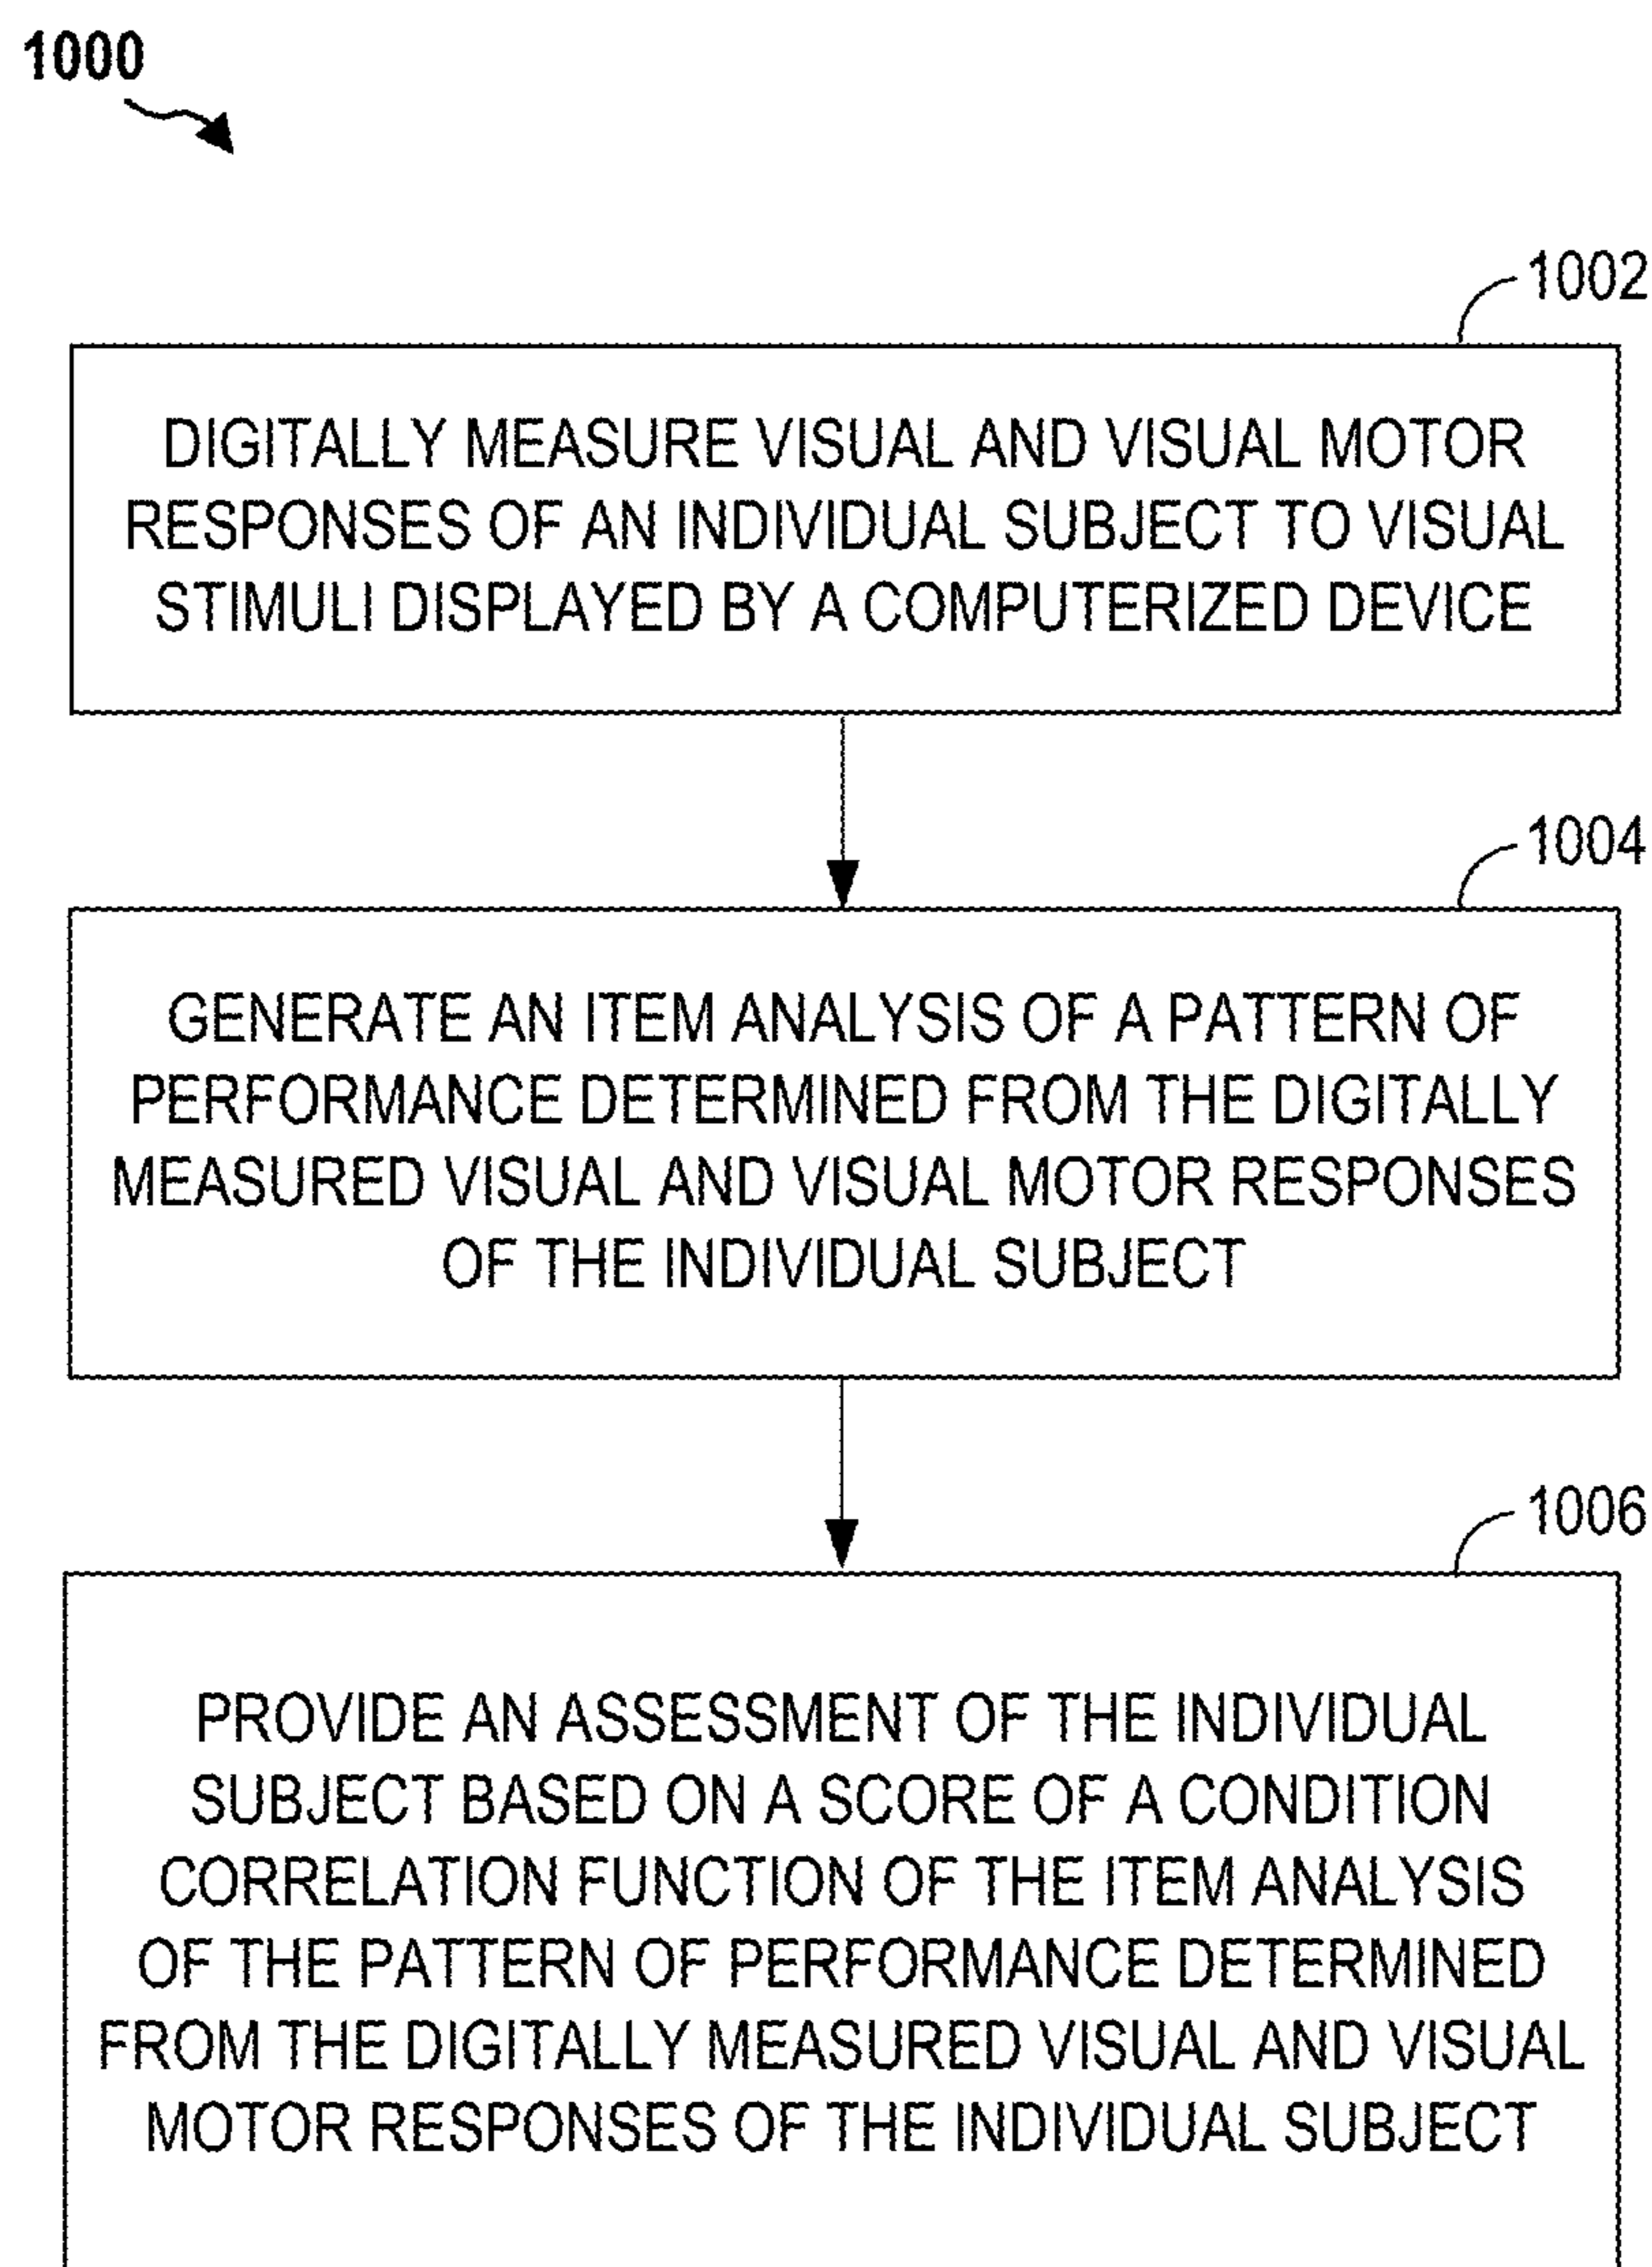 1000
1002
DIGITALLY MEASURE VISUAL AND VISUAL MOTOR
RESPONSES OF AN INDIVIDUAL SUBJECT TO VISUAL
STIMULI DISPLAYED BY A COMPUTERIZED DEVICE
1004
GENERATE AN ITEM ANALYSIS OF A PATTERN OF
PERFORMANCE DETERMINED FROM THE DIGITALLY
MEASURED VISUAL AND VISUAL MOTOR RESPONSES
OF THE INDIVIDUAL SUBJECT
1006
PROVIDE AN ASSESSMENT OF THE INDIVIDUAL
SUBJECT BASED ON A SCORE OF A CONDITION
CORRELATION FUNCTION OF THE ITEM ANALYSIS
OF THE PATTERN OF PERFORMANCE DETERMINED
FROM THE DIGITALLY MEASURED VISUAL AND VISUAL
MOTOR RESPONSES OF THE INDIVIDUAL SUBJECT